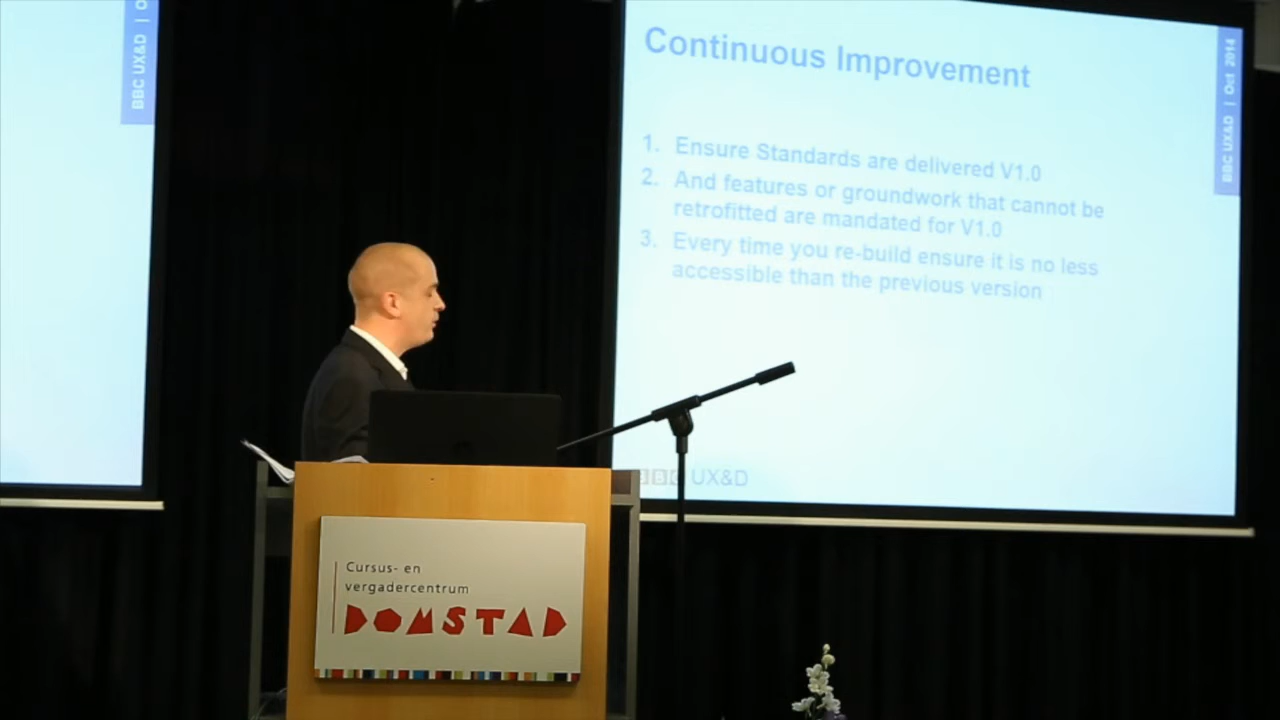 BBC UX&D | O
Continuous Improvement
BBC UX&D | Oct 2014
1. Ensure Standards are delivered V1.0
2. And features or groundwork that cannot be
retrofitted are mandated for V1.0
3. Every time you re-build ensure it is no less
accessible than the previous version
BBC UX&D
Cursus- en
vergadercentrum
DOMSTAD